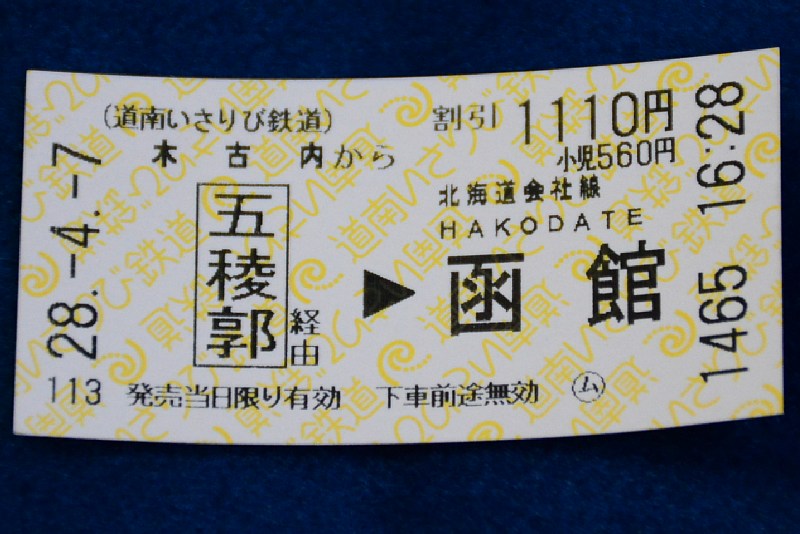 (道南いさりび鉄道)
木古内から
五稜郭
経由
▶
割引 1110円
小児560円
北海道会社線
HAKODATE
函館
28.-4.-7
113 発売当日限り有効 下車前途無効 ㋰
1465 16:28